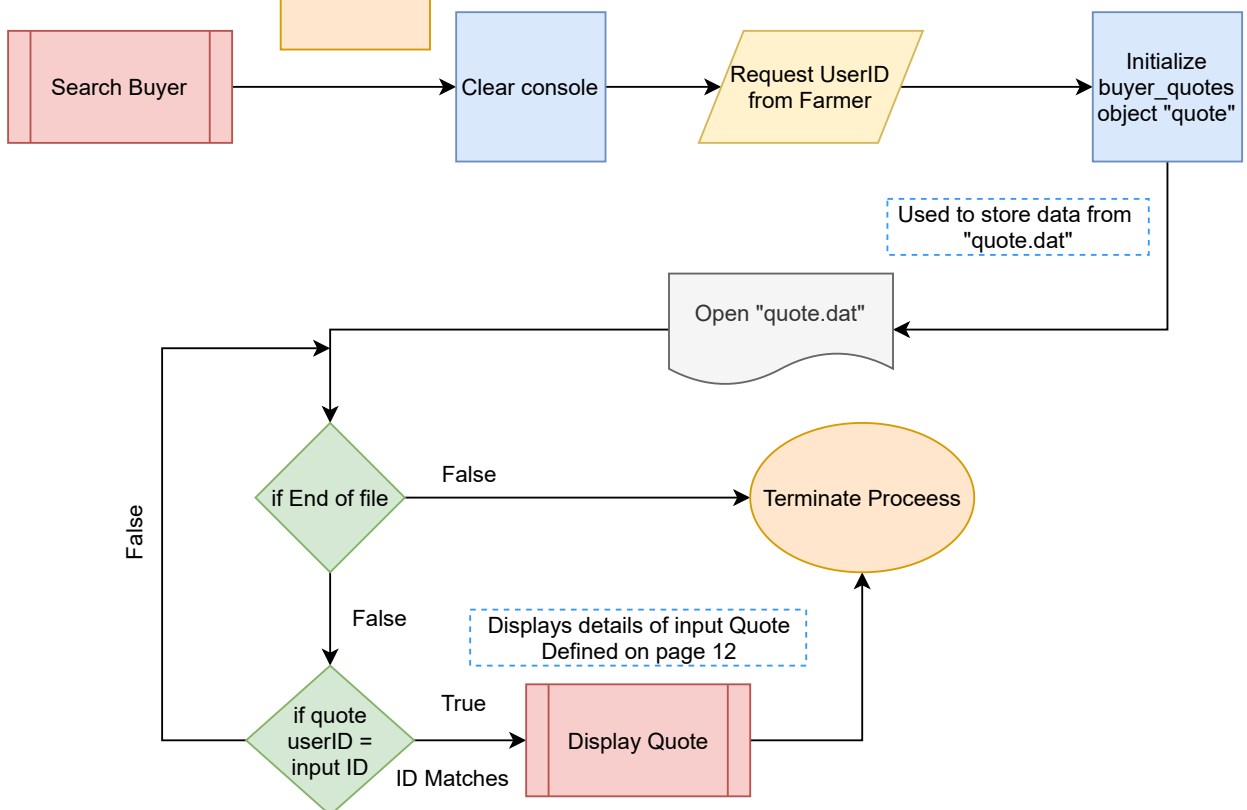 Search Buyer
Clear console
Request UserID
from Farmer
Initialize
buyer_quotes
object "quote"
Used to store data from
"quote.dat"
Open "quote.dat"
if End of file
False
Terminate Proceess
False
False
Displays details of input Quote
Defined on page 12
if quote
userID =
input ID
True
ID Matches
Display Quote